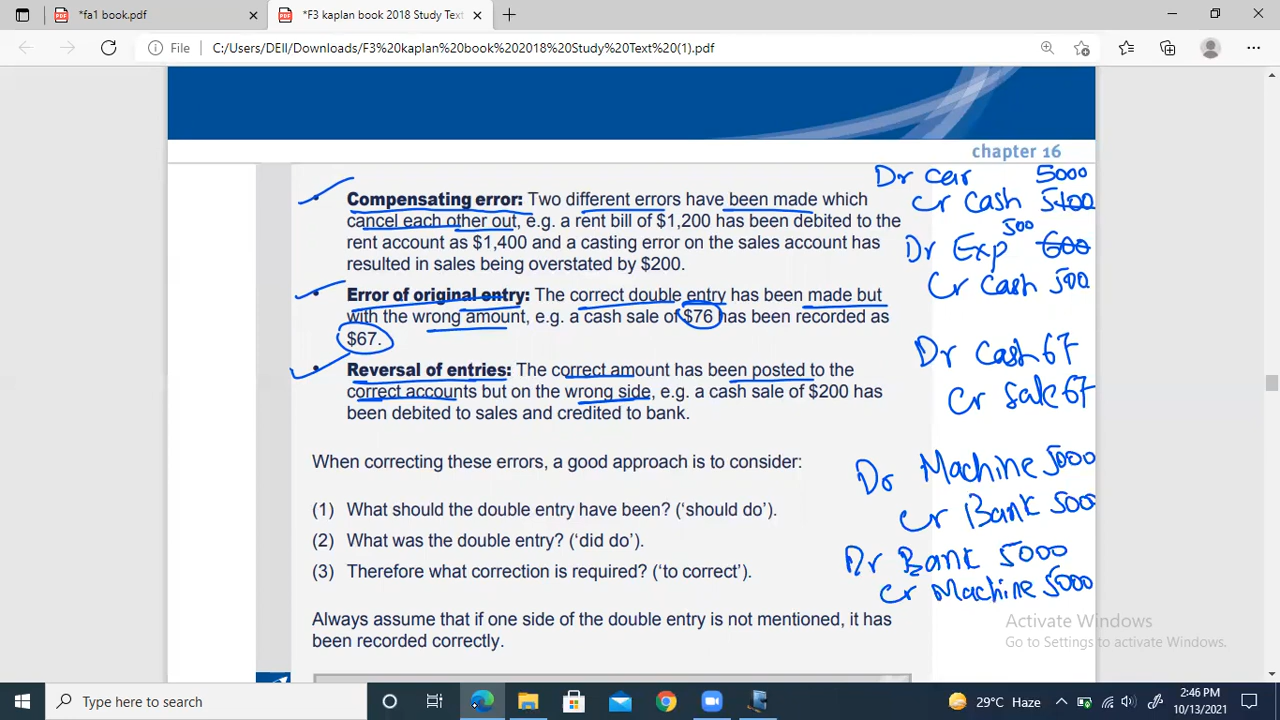 *fa1 book.pdf
*F3 kaplan book 2018 Study Text
File
C:/Users/DEll/Downloads/F3%20kaplan%20book%202018%20Study%20Text%20(1).pdf
chapter 16
• Compensating error: Two different errors have been made which
cancel each other out, e.g. a rent bill of $1,200 has been debited to the
rent account as $1,400 and a casting error on the sales account has
resulted in sales being overstated by $200.
• Error of original entry: The correct double entry has been made but
with the wrong amount, e.g. a cash sale of $76 has been recorded as
$67.
• Reversal of entries: The correct amount has been posted to the
correct accounts but on the wrong side, e.g. a cash sale of $200 has
been debited to sales and credited to bank.
When correcting these errors, a good approach is to consider:
(1) What should the double entry have been? (‘should do’).
(2) What was the double entry? (‘did do’).
(3) Therefore what correction is required? (‘to correct’).
Always assume that if one side of the double entry is not mentioned, it has
been recorded correctly.
Dr car 5000
Cr Cash
500
Dr Exp 600
Cr Cash 500
Dr Cash 67
Cr Sale 67
Dr Machine 5000
Cr Bank 500
Dr Bank 5000
Cr Machine 5000
Activate Windows
Go to Settings to activate Windows.
Type here to search
29°C Haze
2:46 PM
10/13/2021